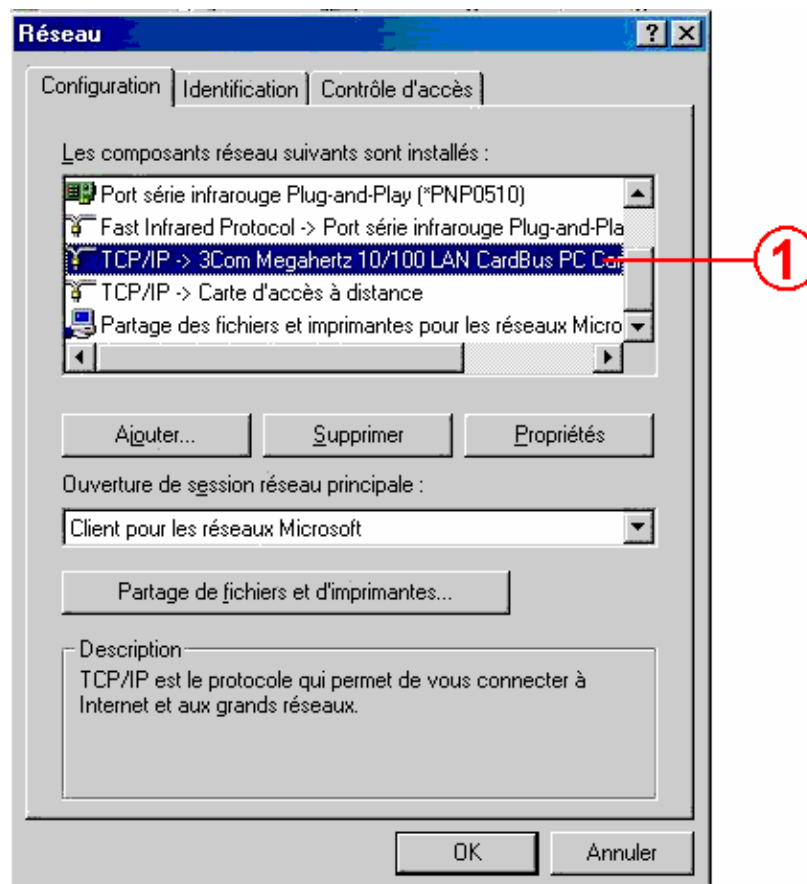 Réseau
Configuration Identification Contrôle d'accès
Les composants réseau suivants sont installés :
Port série infrarouge Plug-and-Play (*PNP0510)
Fast Infrared Protocol -> Port série infrarouge Plug-and-Pla
TCP/IP -> 3Com Megahertz 10/100 LAN CardBus PC Car
1
TCP/IP -> Carte d'accès à distance
Partage des fichiers et imprimantes pour les réseaux Micro
Ajouter... Supprimer Propriétés
Ouverture de session réseau principale :
Client pour les réseaux Microsoft
Partage de fichiers et d'imprimantes...
Description
TCP/IP est le protocole qui permet de vous connecter à
Internet et aux grands réseaux.
OK Annuler